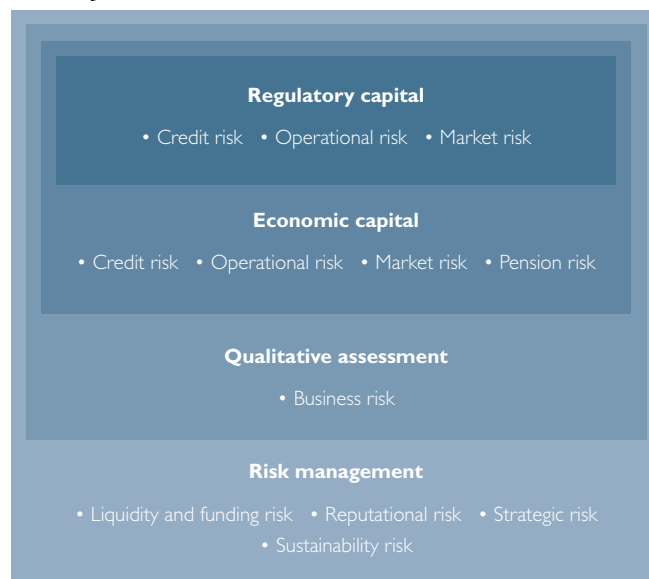 Regulatory capital
• Credit risk • Operational risk • Market risk
Economic capital
• Credit risk • Operational risk • Market risk • Pension risk
Qualitative assessment
• Business risk
Risk management
• Liquidity and funding risk • Reputational risk • Strategic risk
• Sustainability risk